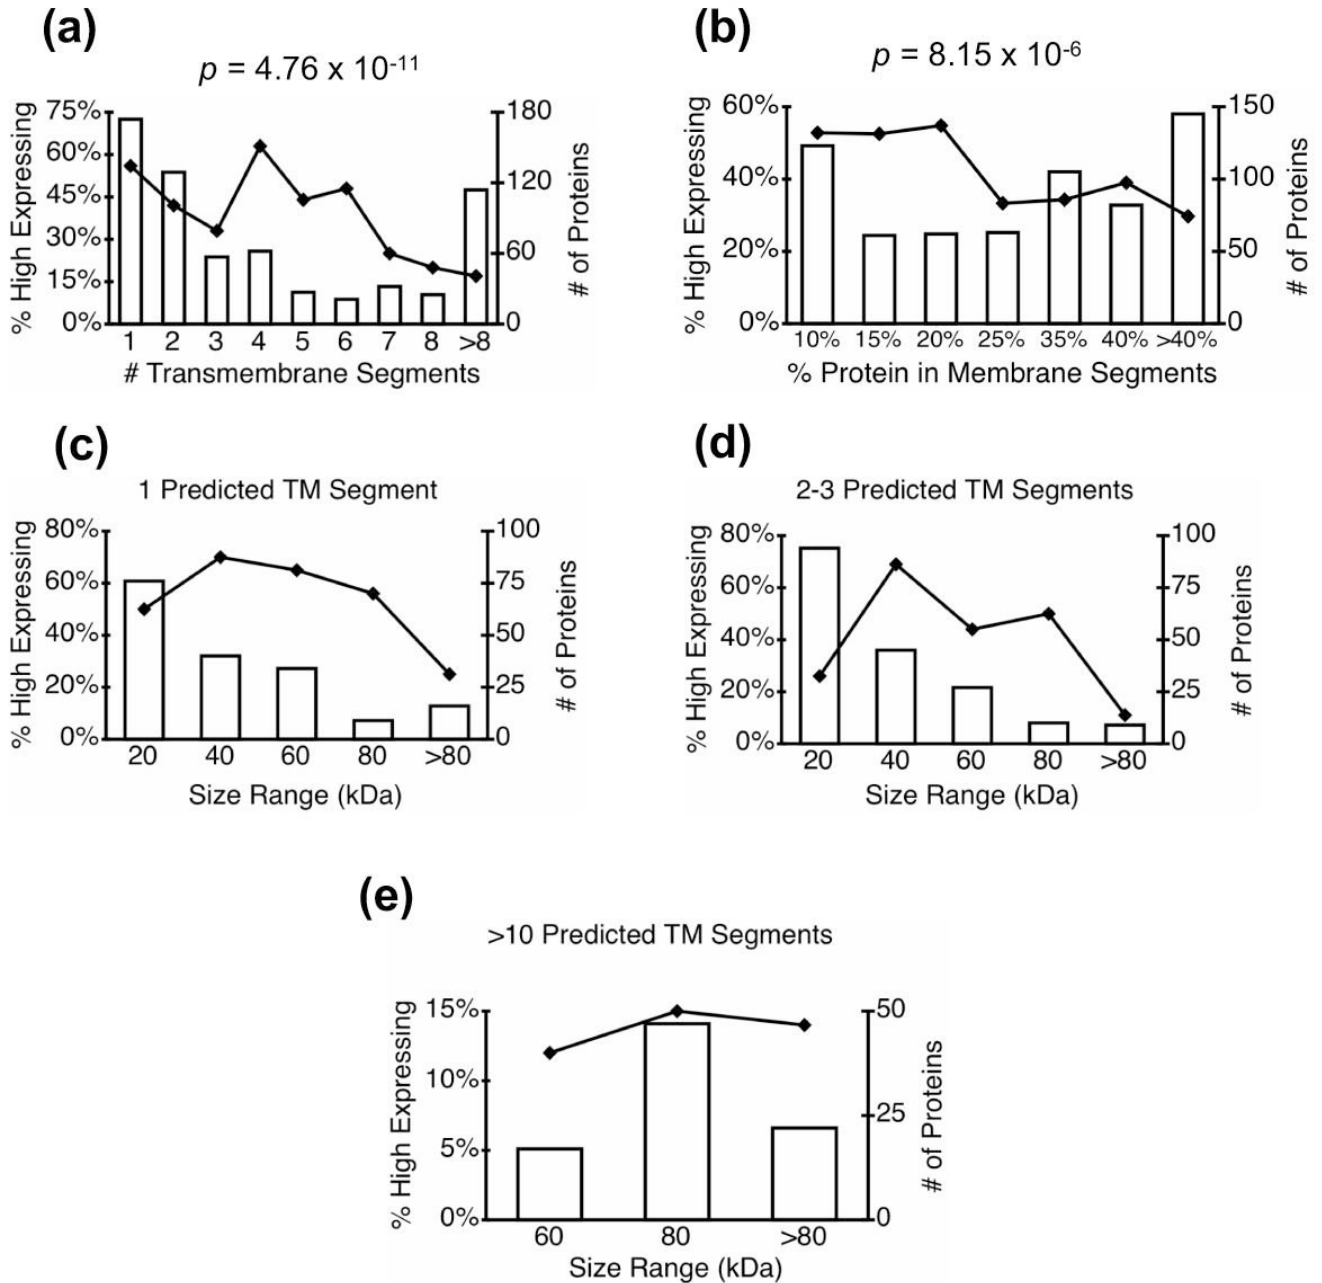 (a)
p = 4.76 x 10-11
% High Expressing
75%
60%
45%
30%
15%
0%
180
120
60
0
# of Proteins
1 2 3 4 5 6 7 8 >8
# Transmembrane Segments
(b)
p = 8.15 x 10-6
% High Expressing
60%
40%
20%
0%
150
100
50
0
# of Proteins
10% 15% 20% 25% 35% 40% >40%
% Protein in Membrane Segments
(c)
1 Predicted TM Segment
% High Expressing
80%
60%
40%
20%
0%
100
75
50
25
0
# of Proteins
20 40 60 80 >80
Size Range (kDa)
(d)
2-3 Predicted TM Segments
% High Expressing
80%
60%
40%
20%
0%
100
75
50
25
0
# of Proteins
20 40 60 80 >80
Size Range (kDa)
(e)
>10 Predicted TM Segments
% High Expressing
15%
10%
5%
0%
50
25
0
# of Proteins
60 80 >80
Size Range (kDa)